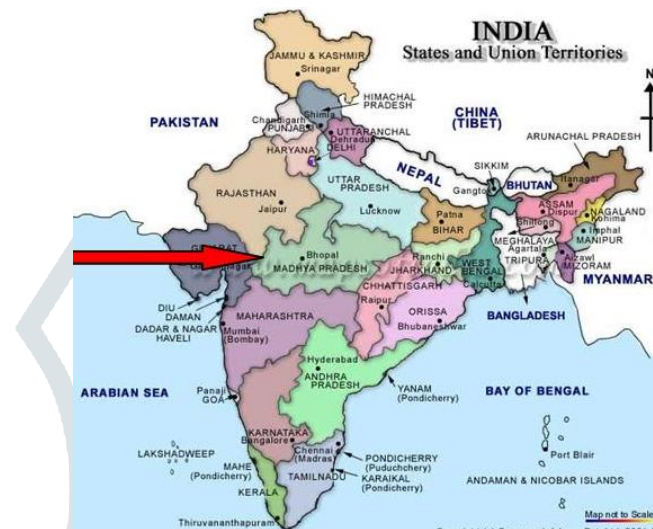 INDIA
States and Union Territories
N
JAMMU & KASHMIR
Srinagar
HIMACHAL
PRADESH
Shimla
Chandigarh
PUNJAB
UTTARANCHAL
Dehradun
CHINA
(TIBET)
PAKISTAN
HARYANA
DELHI
ARUNACHAL PRADESH
Itanagar
SIKKIM
Gangtok
NEPAL
BHUTAN
UTTAR
PRADESH
RAJASTHAN
Jaipur
Lucknow
ASSAM
Dispur
NAGALAND
Kohima
Patna
BIHAR
Shillong
MEGHALAYA
Imphal
MANIPUR
Agartala
TRIPURA
Aizawl
MIZORAM
Bhopal
MADHYA PRADESH
Ranchi
JHARKHAND
WEST
BENGAL
Calcutta
MYANMAR
BANGLADESH
CHHATTISGARH
Raipur
DIU
DAMAN
DADAR & NAGAR
HAVELI
MAHARASHTRA
Mumbai
(Bombay)
ORISSA
Bhubaneshwar
Hyderabad
ANDHRA
PRADESH
YANAM
(Pondicherry)
ARABIAN SEA
BAY OF BENGAL
Panaji
GOA
KARNATAKA
Bangalore
Chennai
(Madras)
PONDICHERRY
(Puduchery)
KARAIKAL
(Pondicherry)
LAKSHADWEEP
MAHE
(Pondicherry)
TAMILNADU
KERALA
Thiruvananthapuram
Port Blair
ANDAMAN & NICOBAR ISLANDS
Map not to Scale